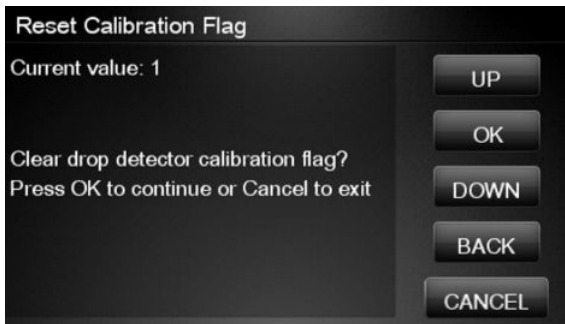 Reset Calibration Flag
Current value: 1
Clear drop detector calibration flag?
Press OK to continue or Cancel to exit
UP
OK
DOWN
BACK
CANCEL